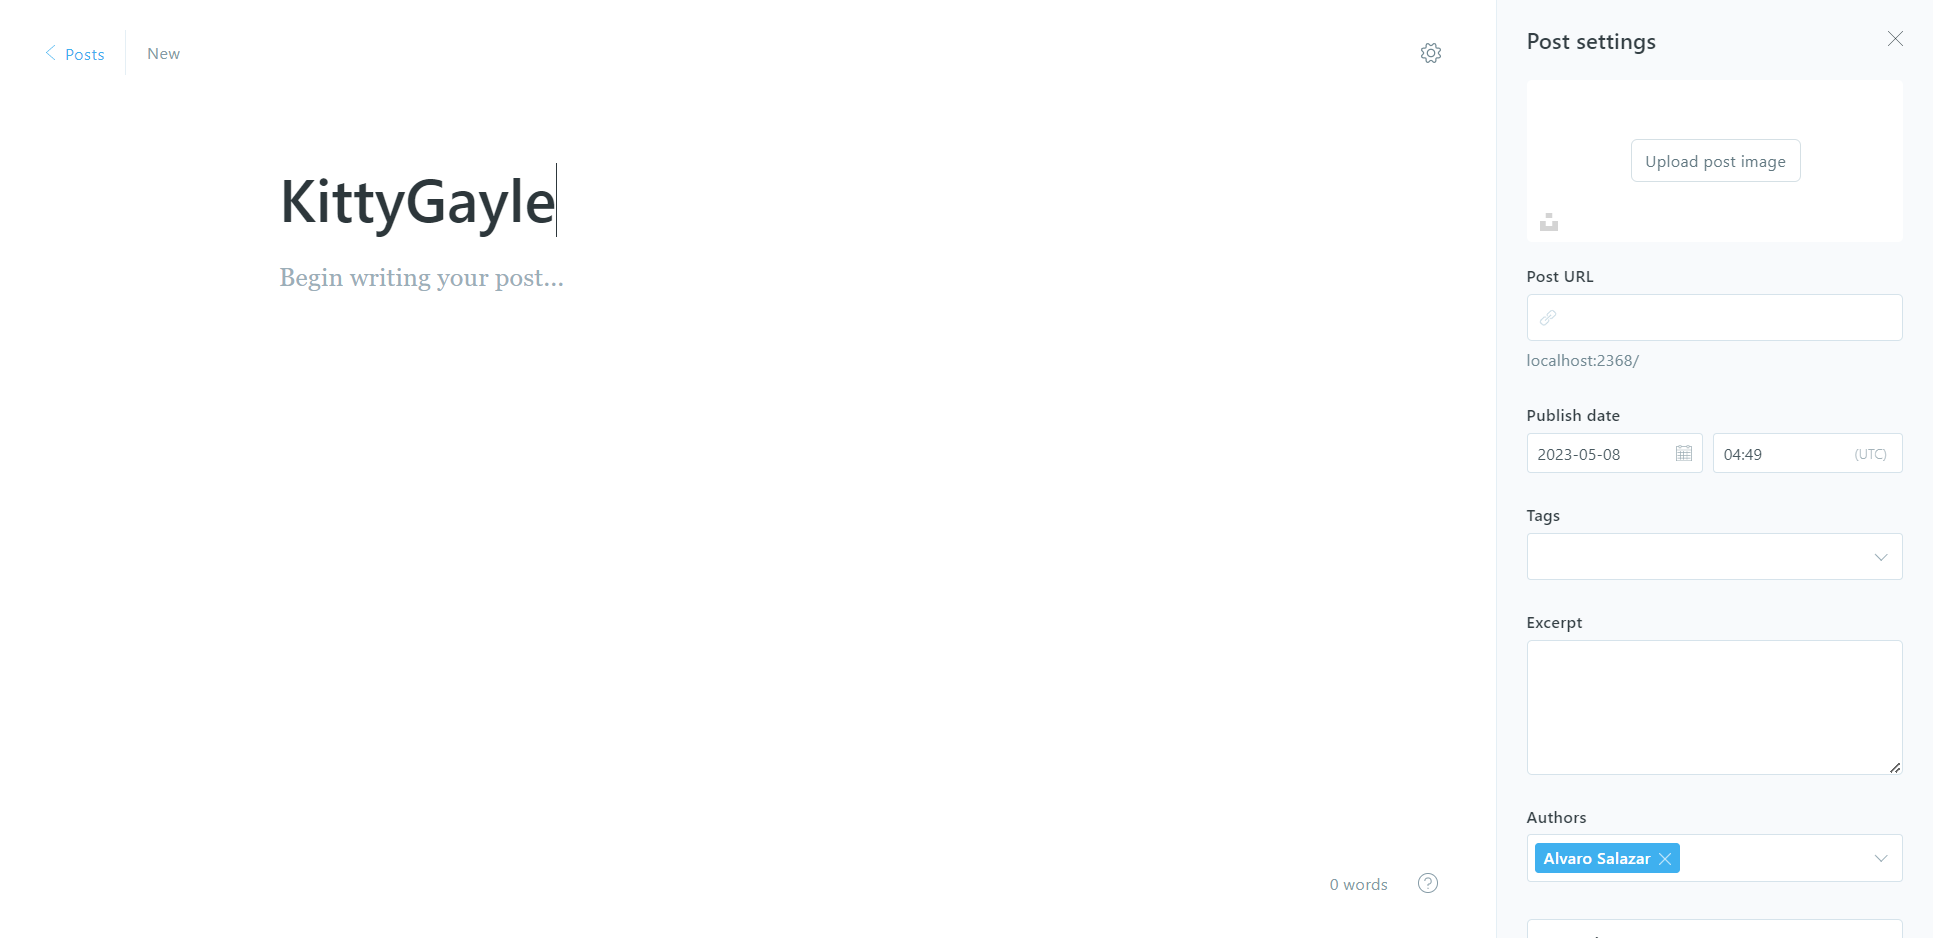 Posts
New
KittyGayle
Begin writing your post...
0 words
Post settings
Upload post image
Post URL
localhost:2368/
Publish date
2023-05-08
04:49 (UTC)
Tags
Excerpt
Authors
Alvaro Salazar